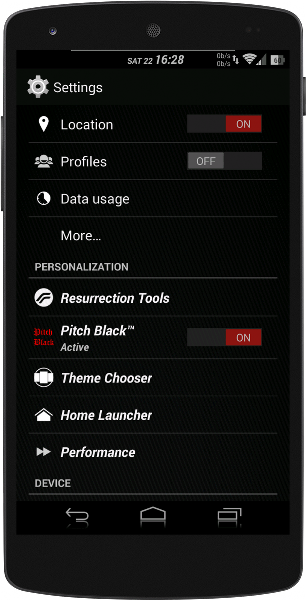 SAT 22 16:28
0b/s
0b/s
Settings
Location ON
Profiles OFF
Data usage
More...
PERSONALIZATION
Resurrection Tools
Pitch Black
Pitch Black™
Active
ON
Theme Chooser
Home Launcher
Performance
DEVICE